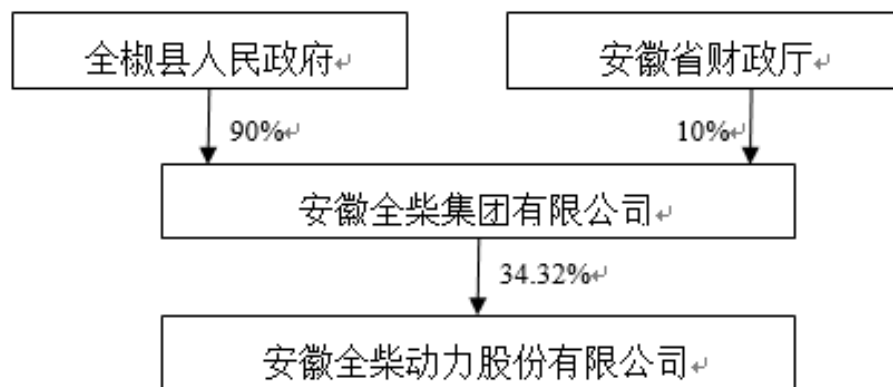 全椒县人民政府
安徽省财政厅
90%
10%
安徽全柴集团有限公司
34.32%
安徽全柴动力股份有限公司